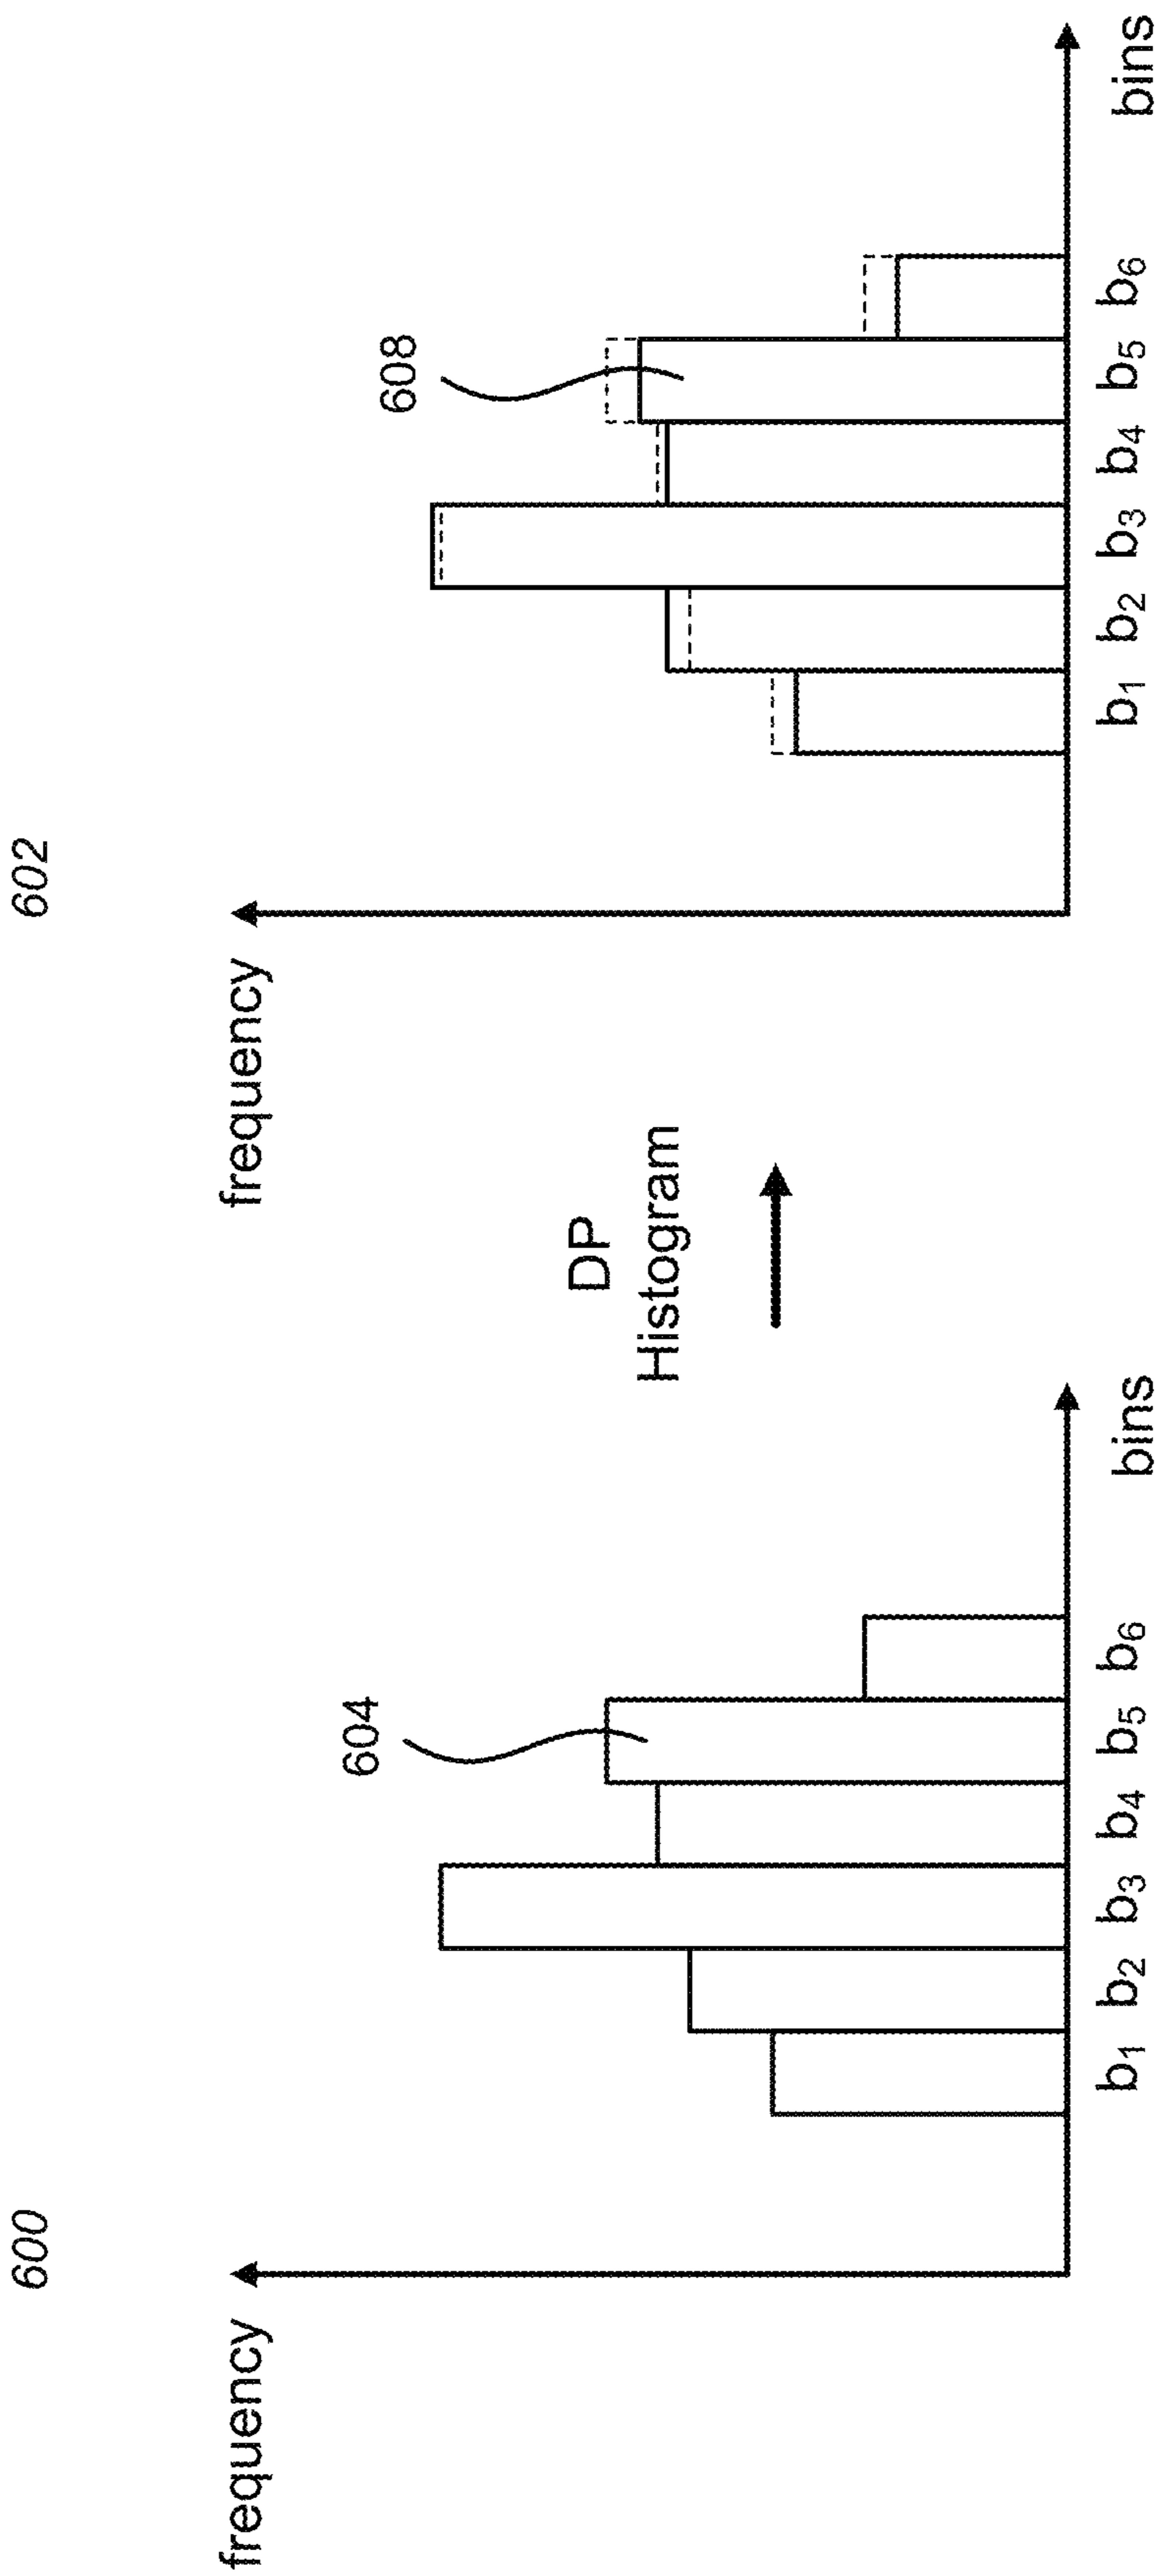 600
frequency
604
b1 b2 b3 b4 b5 b6
bins
DP
Histogram
602
frequency
608
b1 b2 b3 b4 b5 b6
bins